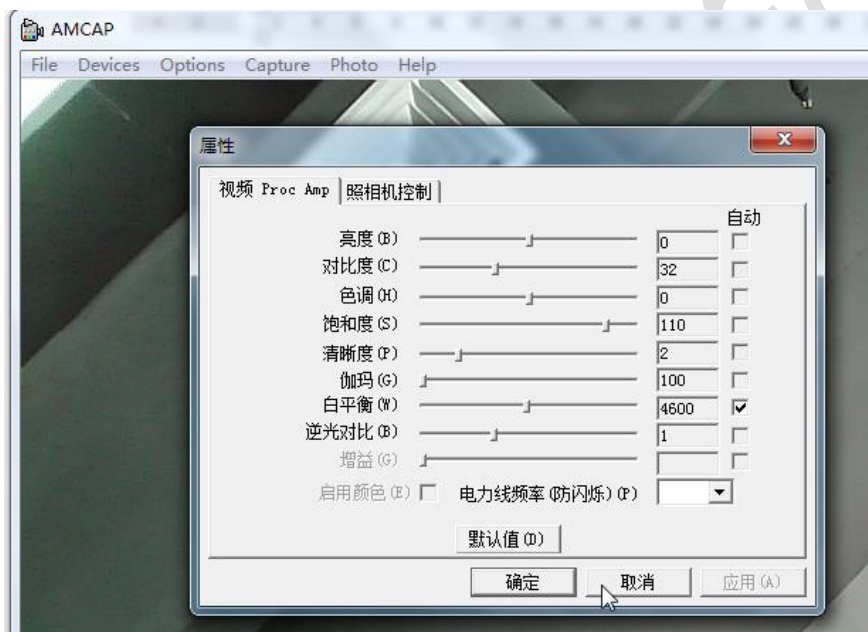 AMCAP
File Devices Options Capture Photo Help
属性
视频 Proc Amp 照相机控制
自动
亮度(B) 0
对比度(C) 32
色调(H) 0
饱和度(S) 110
清晰度(P) 2
伽玛(G) 100
白平衡(W) 4600
逆光对比(B) 1
增益(G)
启用颜色(E) 电力线频率(防闪烁)(P)
默认值(D)
确定 取消 应用(A)